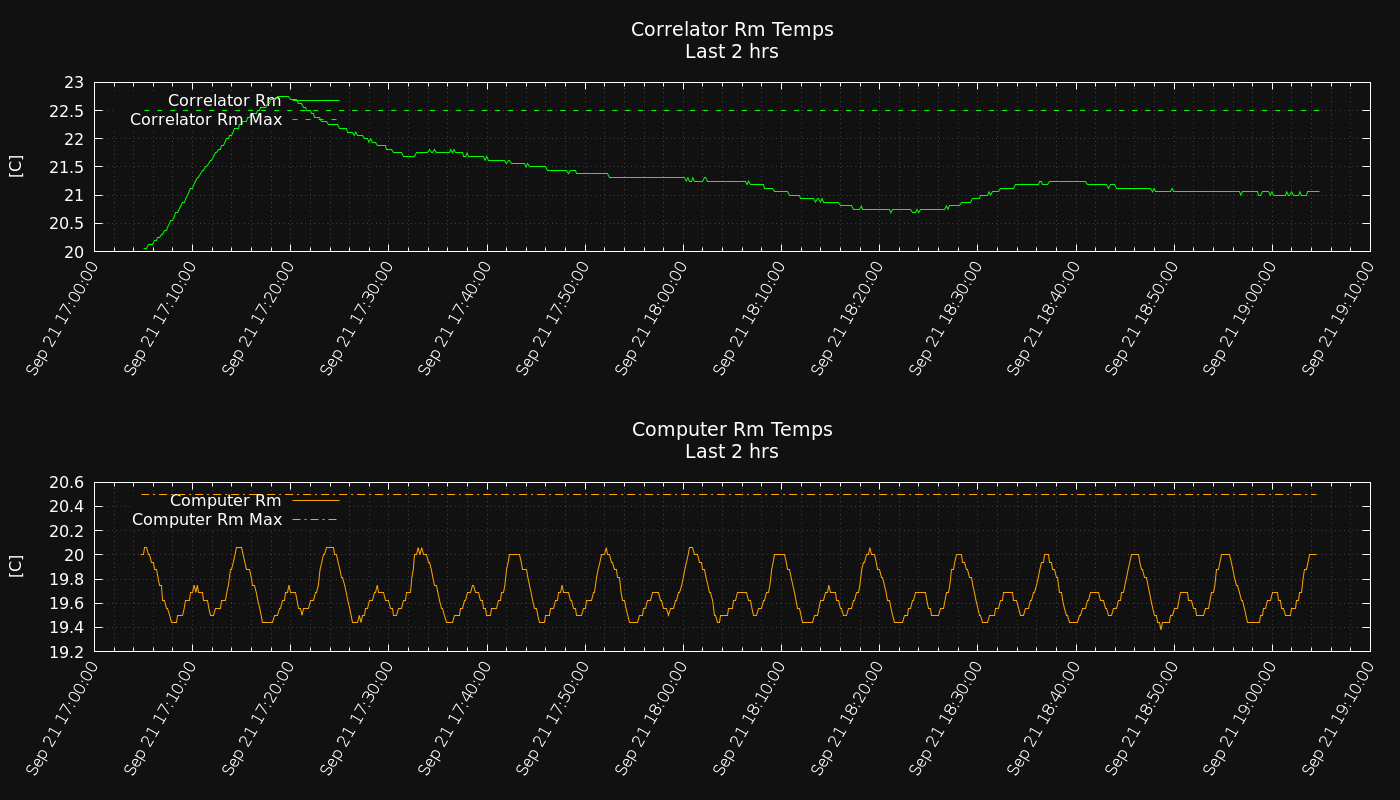 Correlator Rm Temps
Last 2 hrs
23
22.5
22
21.5
21
20.5
20
[C]
Correlator Rm
Correlator Rm Max
Sep 21 17:00:00
Sep 21 17:10:00
Sep 21 17:20:00
Sep 21 17:30:00
Sep 21 17:40:00
Sep 21 17:50:00
Sep 21 18:00:00
Sep 21 18:10:00
Sep 21 18:20:00
Sep 21 18:30:00
Sep 21 18:40:00
Sep 21 18:50:00
Sep 21 19:00:00
Sep 21 19:10:00
Computer Rm Temps
Last 2 hrs
20.6
20.4
20.2
20
19.8
19.6
19.4
19.2
[C]
Computer Rm
Computer Rm Max
Sep 21 17:00:00
Sep 21 17:10:00
Sep 21 17:20:00
Sep 21 17:30:00
Sep 21 17:40:00
Sep 21 17:50:00
Sep 21 18:00:00
Sep 21 18:10:00
Sep 21 18:20:00
Sep 21 18:30:00
Sep 21 18:40:00
Sep 21 18:50:00
Sep 21 19:00:00
Sep 21 19:10:00